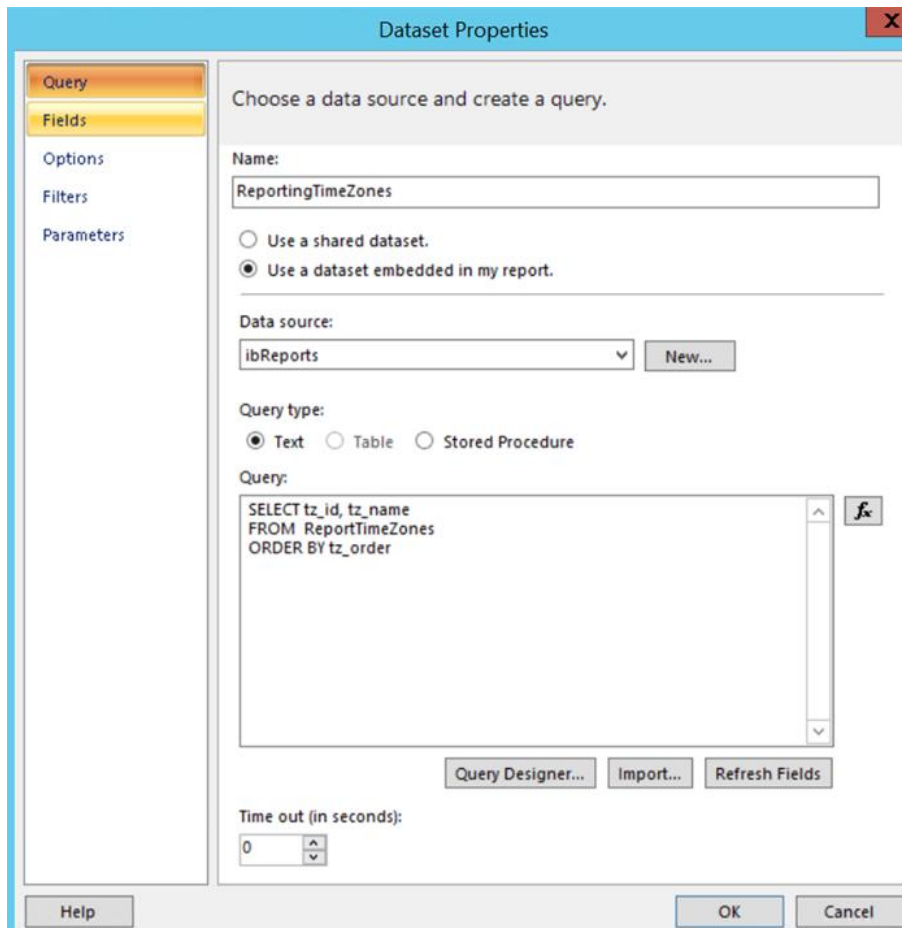 Dataset Properties
X
Query
Fields
Options
Filters
Parameters
Choose a data source and create a query.
Name:
ReportingTimeZones
Use a shared dataset.
Use a dataset embedded in my report.
Data source:
ibReports
New...
Query type:
Text Table Stored Procedure
Query:
SELECT tz_id, tz_name
FROM  ReportTimeZones
ORDER BY tz_order
fx
Query Designer... Import... Refresh Fields
Time out (in seconds):
0
Help OK Cancel